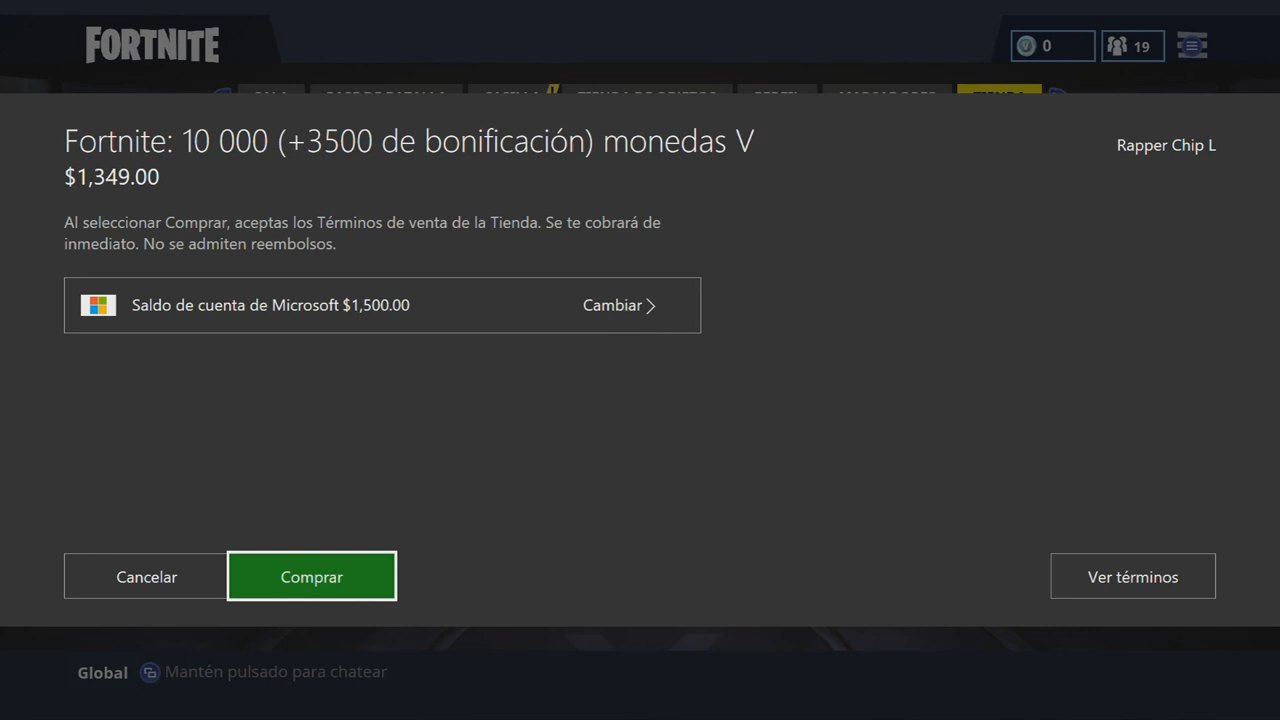 FORTNITE
0
19
Fortnite: 10 000 (+3500 de bonificación) monedas V
Rapper Chip L
$1,349.00
Al seleccionar Comprar, aceptas los Términos de venta de la Tienda. Se te cobrará de
inmediato. No se admiten reembolsos.
Saldo de cuenta de Microsoft $1,500.00
Cambiar
Cancelar
Comprar
Ver términos
Global
Mantén pulsado para chatear